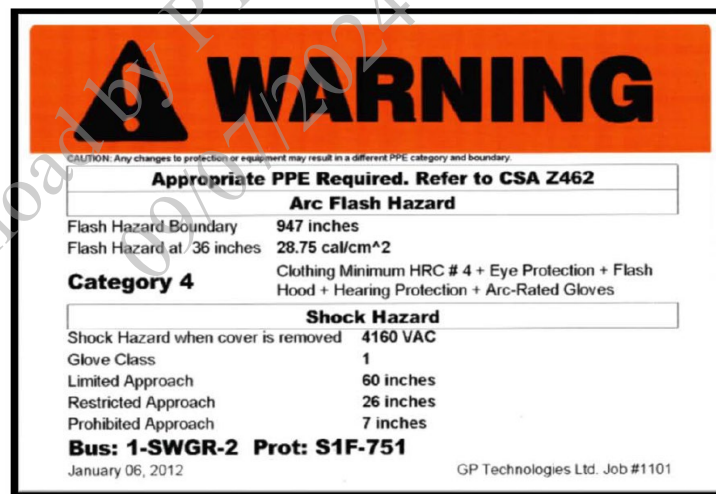 WARNING
CAUTION: Any changes to protection or equipment may result in a different PPE category and boundary.
Appropriate PPE Required. Refer to CSA Z462
Arc Flash Hazard
Flash Hazard Boundary 947 inches
Flash Hazard at 36 inches 28.75 cal/cm^2
Category 4 Clothing Minimum HRC # 4 + Eye Protection + Flash
Hood + Hearing Protection + Arc-Rated Gloves
Shock Hazard
Shock Hazard when cover is removed 4160 VAC
Glove Class 1
Limited Approach 60 inches
Restricted Approach 26 inches
Prohibited Approach 7 inches
Bus: 1-SWGR-2 Prot: S1F-751
January 06, 2012 GP Technologies Ltd. Job #1101
09/07/2024